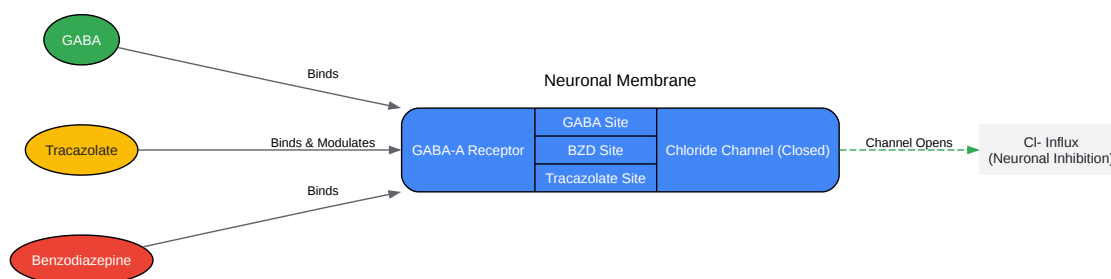 GABA
Binds
Neuronal Membrane
Tracazolate
Binds & Modulates
GABA-A Receptor
GABA Site
BZD Site
Tracazolate Site
Chloride Channel (Closed)
Channel Opens
Cl- Influx
(Neuronal Inhibition)
Binds
Benzodiazepine